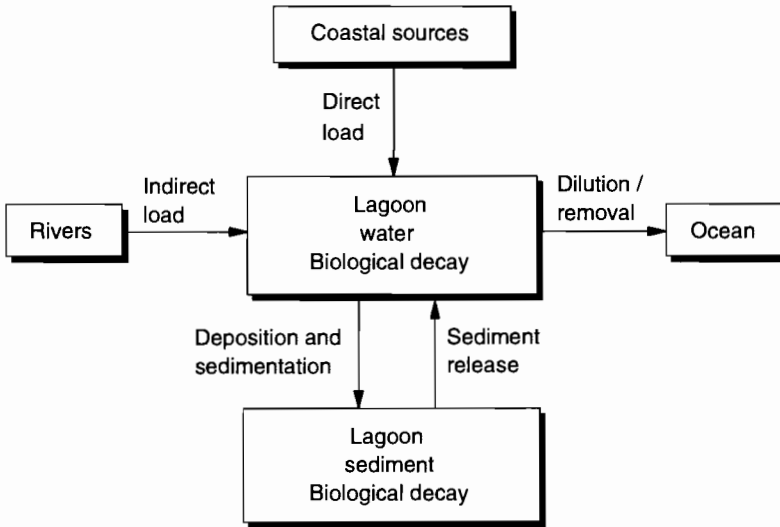 Coastal sources
Direct
load
Indirect
load
Rivers
Lagoon
water
Biological decay
Dilution /
removal
Ocean
Deposition and
sedimentation
Sediment
release
Lagoon
sediment
Biological decay